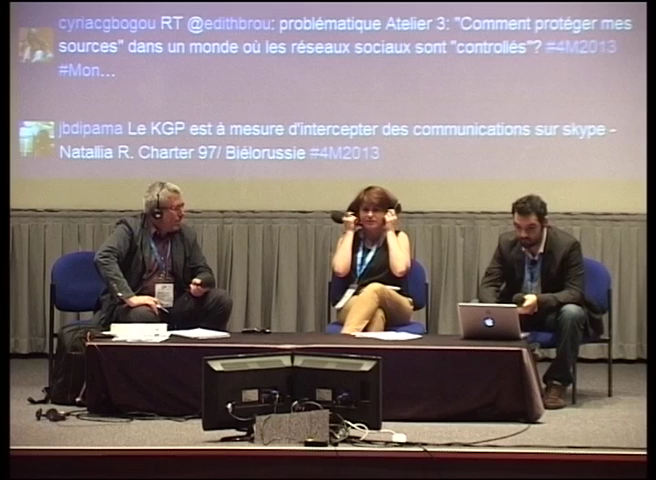 cyriacgbogou RT @edithbrou: problématique Atelier 3: "Comment protéger mes
sources" dans un monde où les réseaux sociaux sont "controllés"? #4M2013
#Mon...
jbdipama Le KGP est à mesure d'intercepter des communications sur skype -
Natallia R. Charter 97/ Biélorussie #4M2013